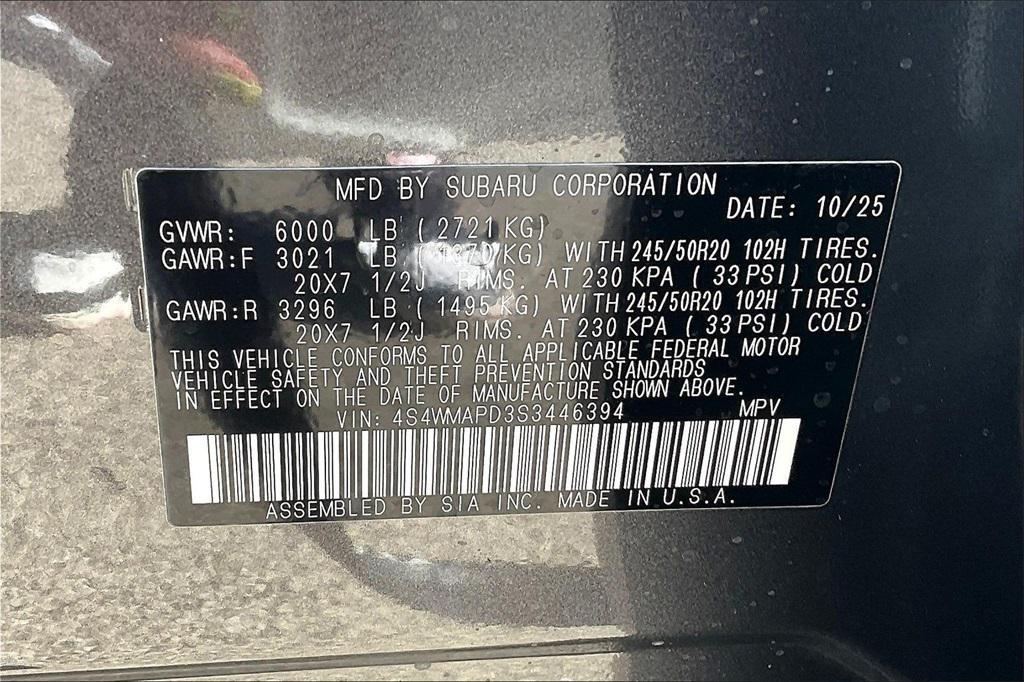 MFD BY SUBARU CORPORATION
DATE: 10/25
GVWR: 6000 LB (2721 KG)
GAWR:F 3021 LB (1370 KG) WITH 245/50R20 102H TIRES.
20X7 1/2J RIMS. AT 230 KPA (33 PSI) COLD
GAWR:R 3296 LB (1495 KG) WITH 245/50R20 102H TIRES.
20X7 1/2J RIMS. AT 230 KPA (33 PSI) COLD
THIS VEHICLE CONFORMS TO ALL APPLICABLE FEDERAL MOTOR
VEHICLE SAFETY AND THEFT PREVENTION STANDARDS
IN EFFECT ON THE DATE OF MANUFACTURE SHOWN ABOVE.
VIN: 4S4WMAPD3S3446394 MPV
ASSEMBLED BY SIA INC. MADE IN U.S.A.